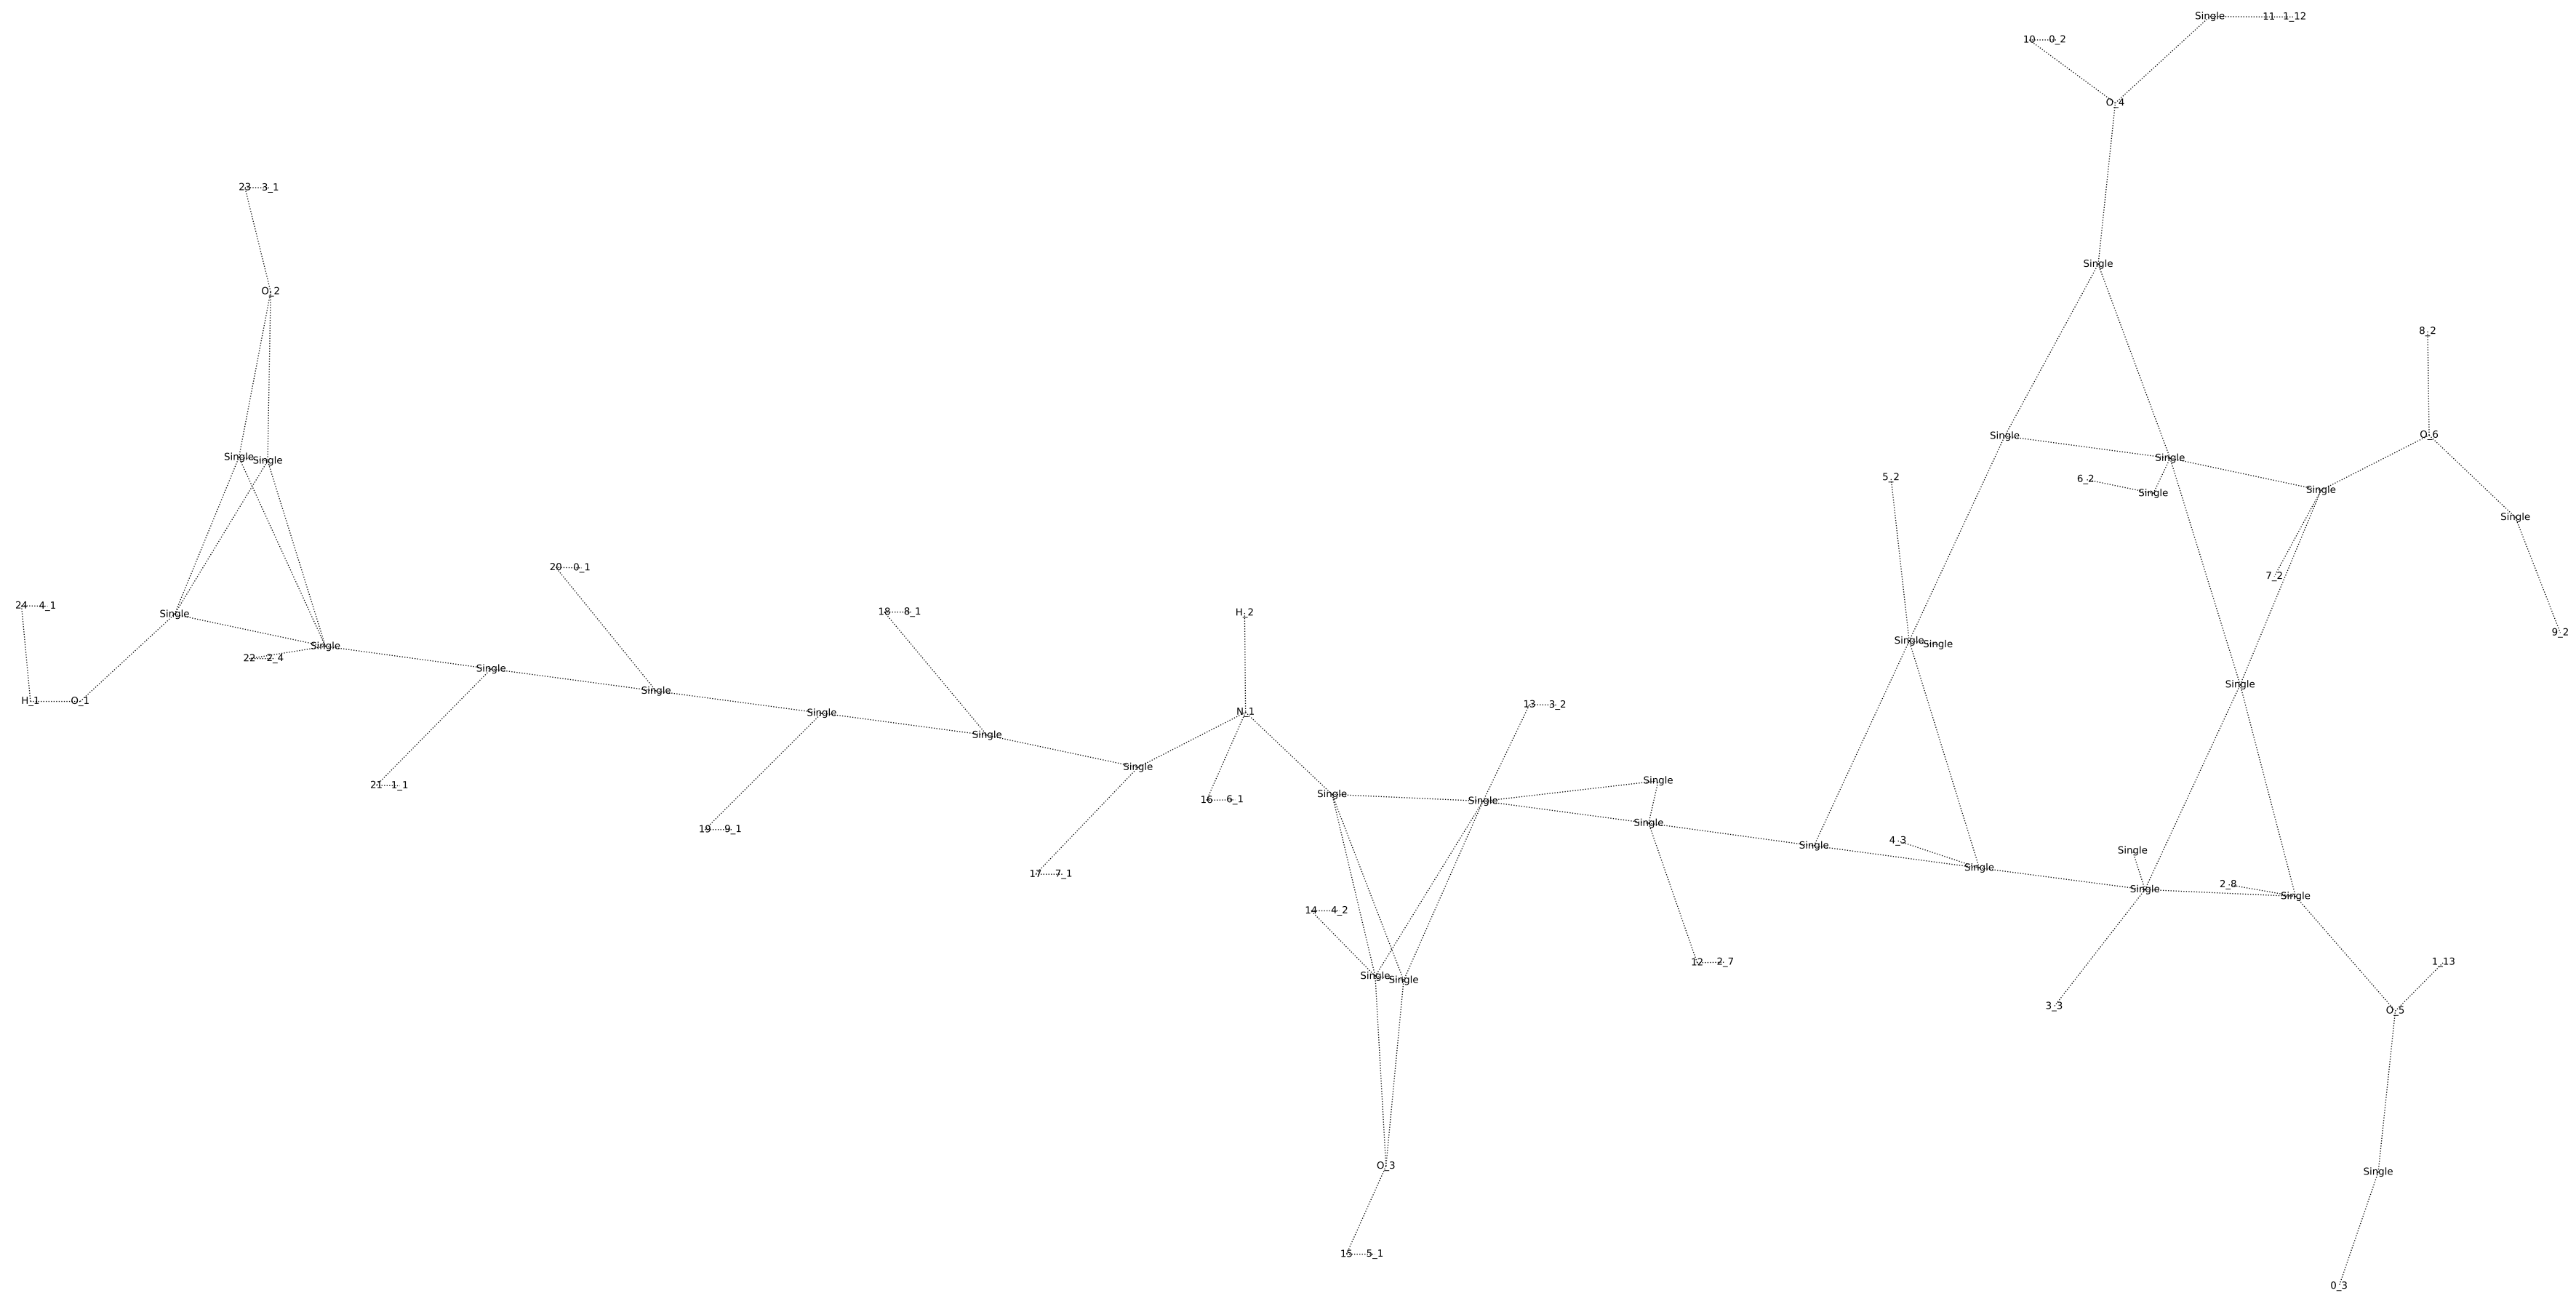 Single 11 1_12
10 0_2
O_4
23 3_1
Single
O_2
8_2
Single O_6
Single Single Single
5_2 6_2 Single Single
Single
20 0_1 7_2
24 4_1 Single 18 8_1 H_2
Single Single Single 9_2
22 2_4 Single
Single Single
H_1 O_1 Single N_1 13 3_2
Single
Single Single
21 1_1 Single 16 6_1 Single
19 9_1 Single
4_3 Single Single
17 7_1 Single
2_8 Single Single
14 4_2
12 2_7 1_13
Single Single
3_3 O_5
O_3 Single
15 5_1
0_3